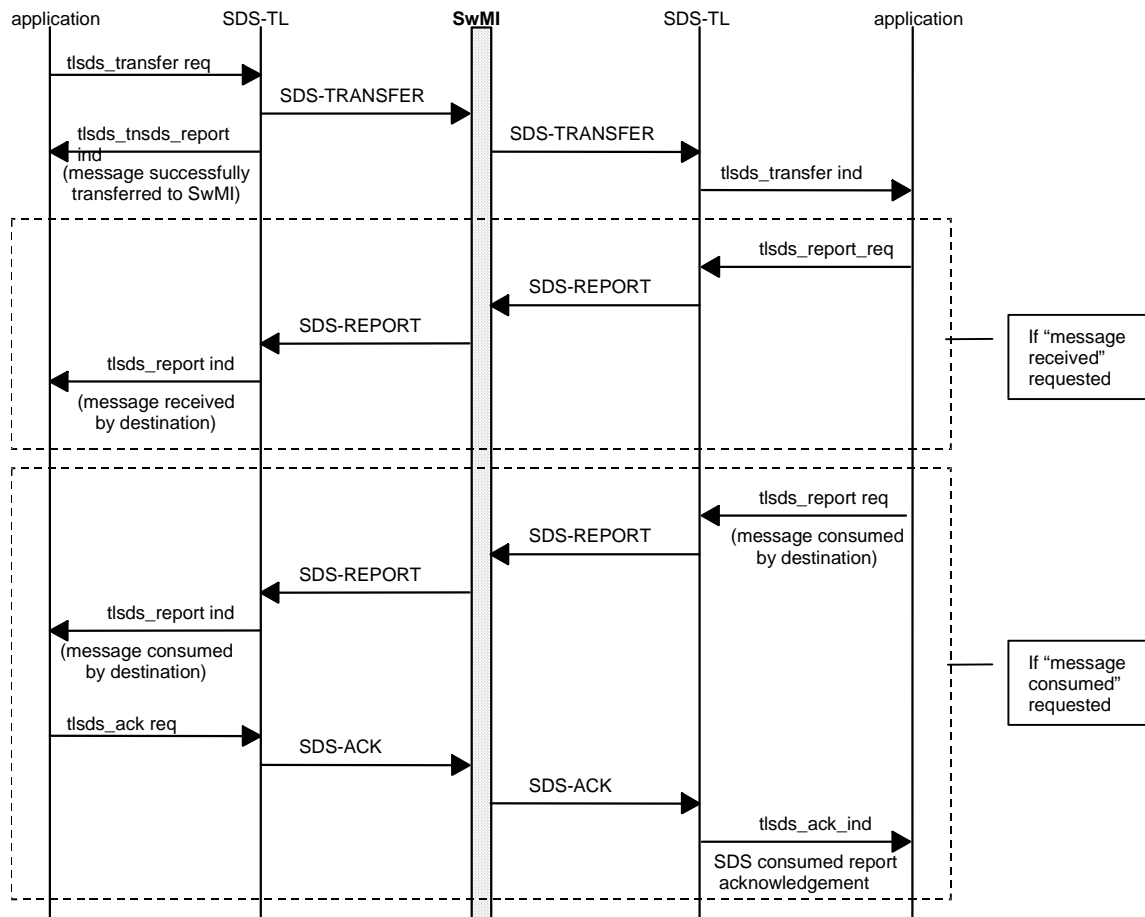 application SDS-TL SwMI SDS-TL application
tlsds_transfer req
SDS-TRANSFER
tlsds_tnsds_report
ind
(message successfully
transferred to SwMI)
SDS-TRANSFER
tlsds_transfer ind
tlsds_report_req
SDS-REPORT
SDS-REPORT
tlsds_report ind
(message received
by destination)
If “message
received”
requested
tlsds_report req
(message consumed
by destination)
SDS-REPORT
SDS-REPORT
tlsds_report ind
(message consumed
by destination)
If “message
consumed”
requested
tlsds_ack req
SDS-ACK
SDS-ACK
tlsds_ack_ind
SDS consumed report
acknowledgement